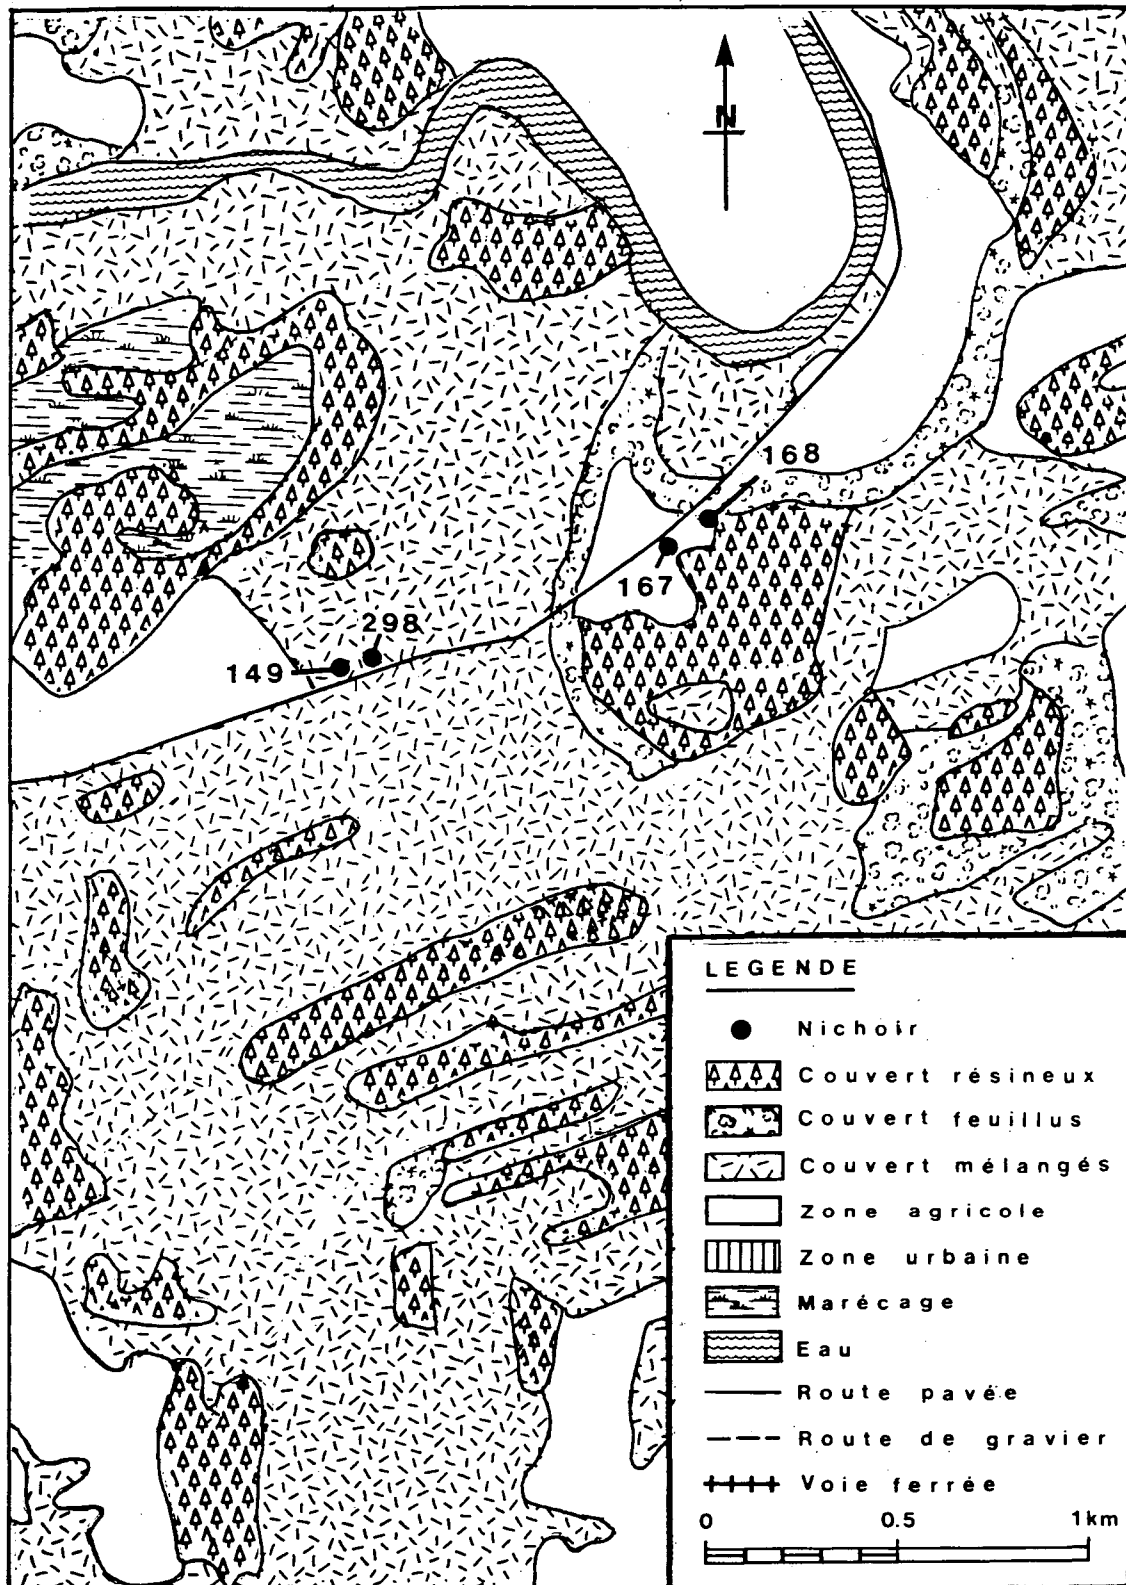 N
168
167
298
149
LEGENDE
Nichoir
Couvert résineux
Couvert feuillus
Couvert mélangés
Zone agricole
Zone urbaine
Marécage
Eau
Route pavée
Route de gravier
Voie ferrée
0 0.5 1km